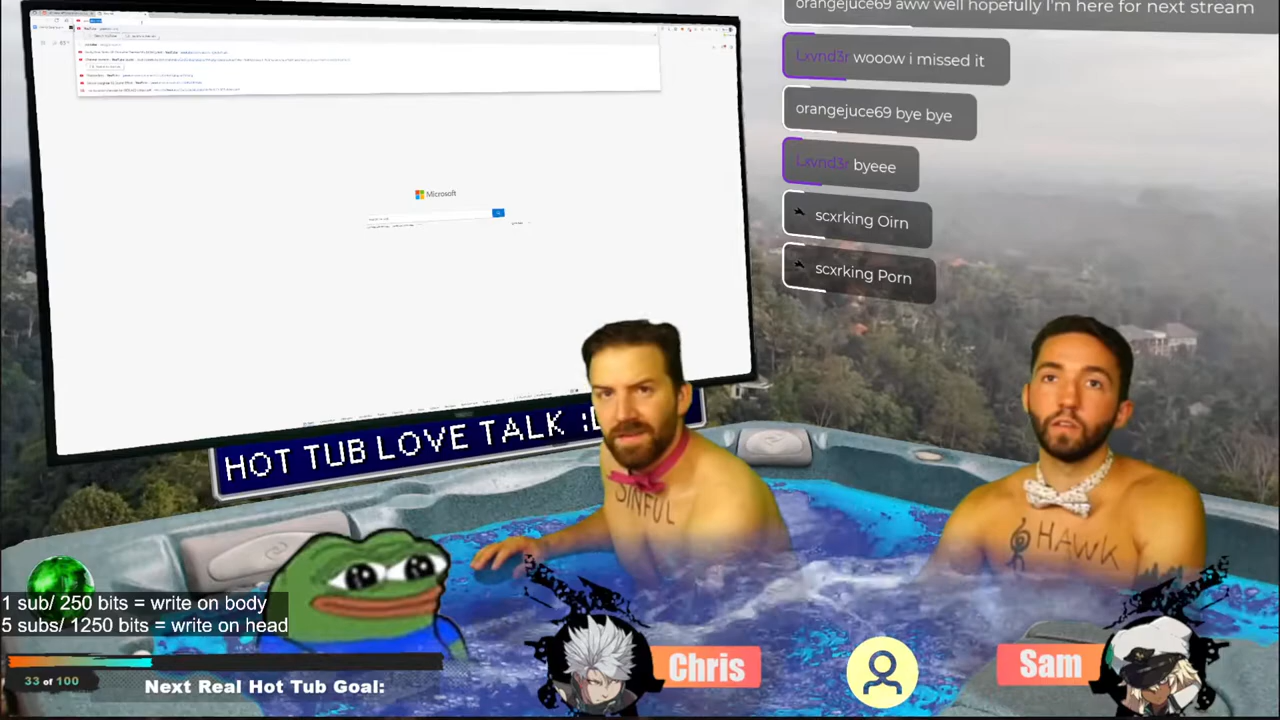 orangejuce69 aww well hopefully I'm here for next stream
Lxvnd3r wooow i missed it
orangejuce69 bye bye
Lxvnd3r byeee
scxrking Oirn
scxrking Porn
Microsoft
HOT TUB LOVE TALK :D
SINFUL
HAWK
1 sub/ 250 bits = write on body
5 subs/ 1250 bits = write on head
33 of 100
Next Real Hot Tub Goal:
Chris
Sam